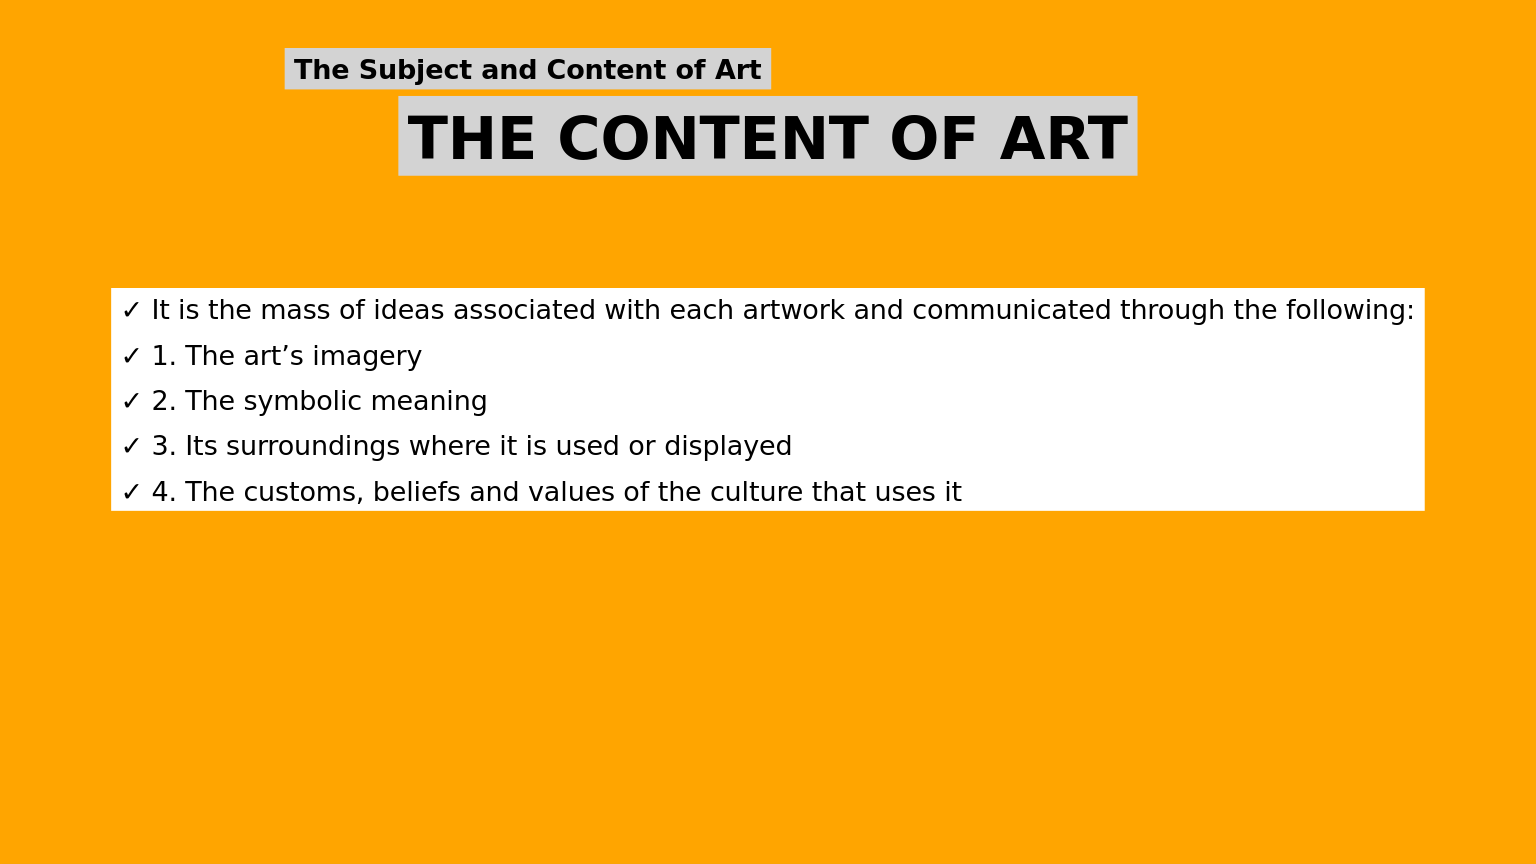 The Subject and Content of Art
THE CONTENT OF ART
✓ It is the mass of ideas associated with each artwork and communicated through the following:
✓ 1. The art’s imagery
✓ 2. The symbolic meaning
✓ 3. Its surroundings where it is used or displayed
✓ 4. The customs, beliefs and values of the culture that uses it